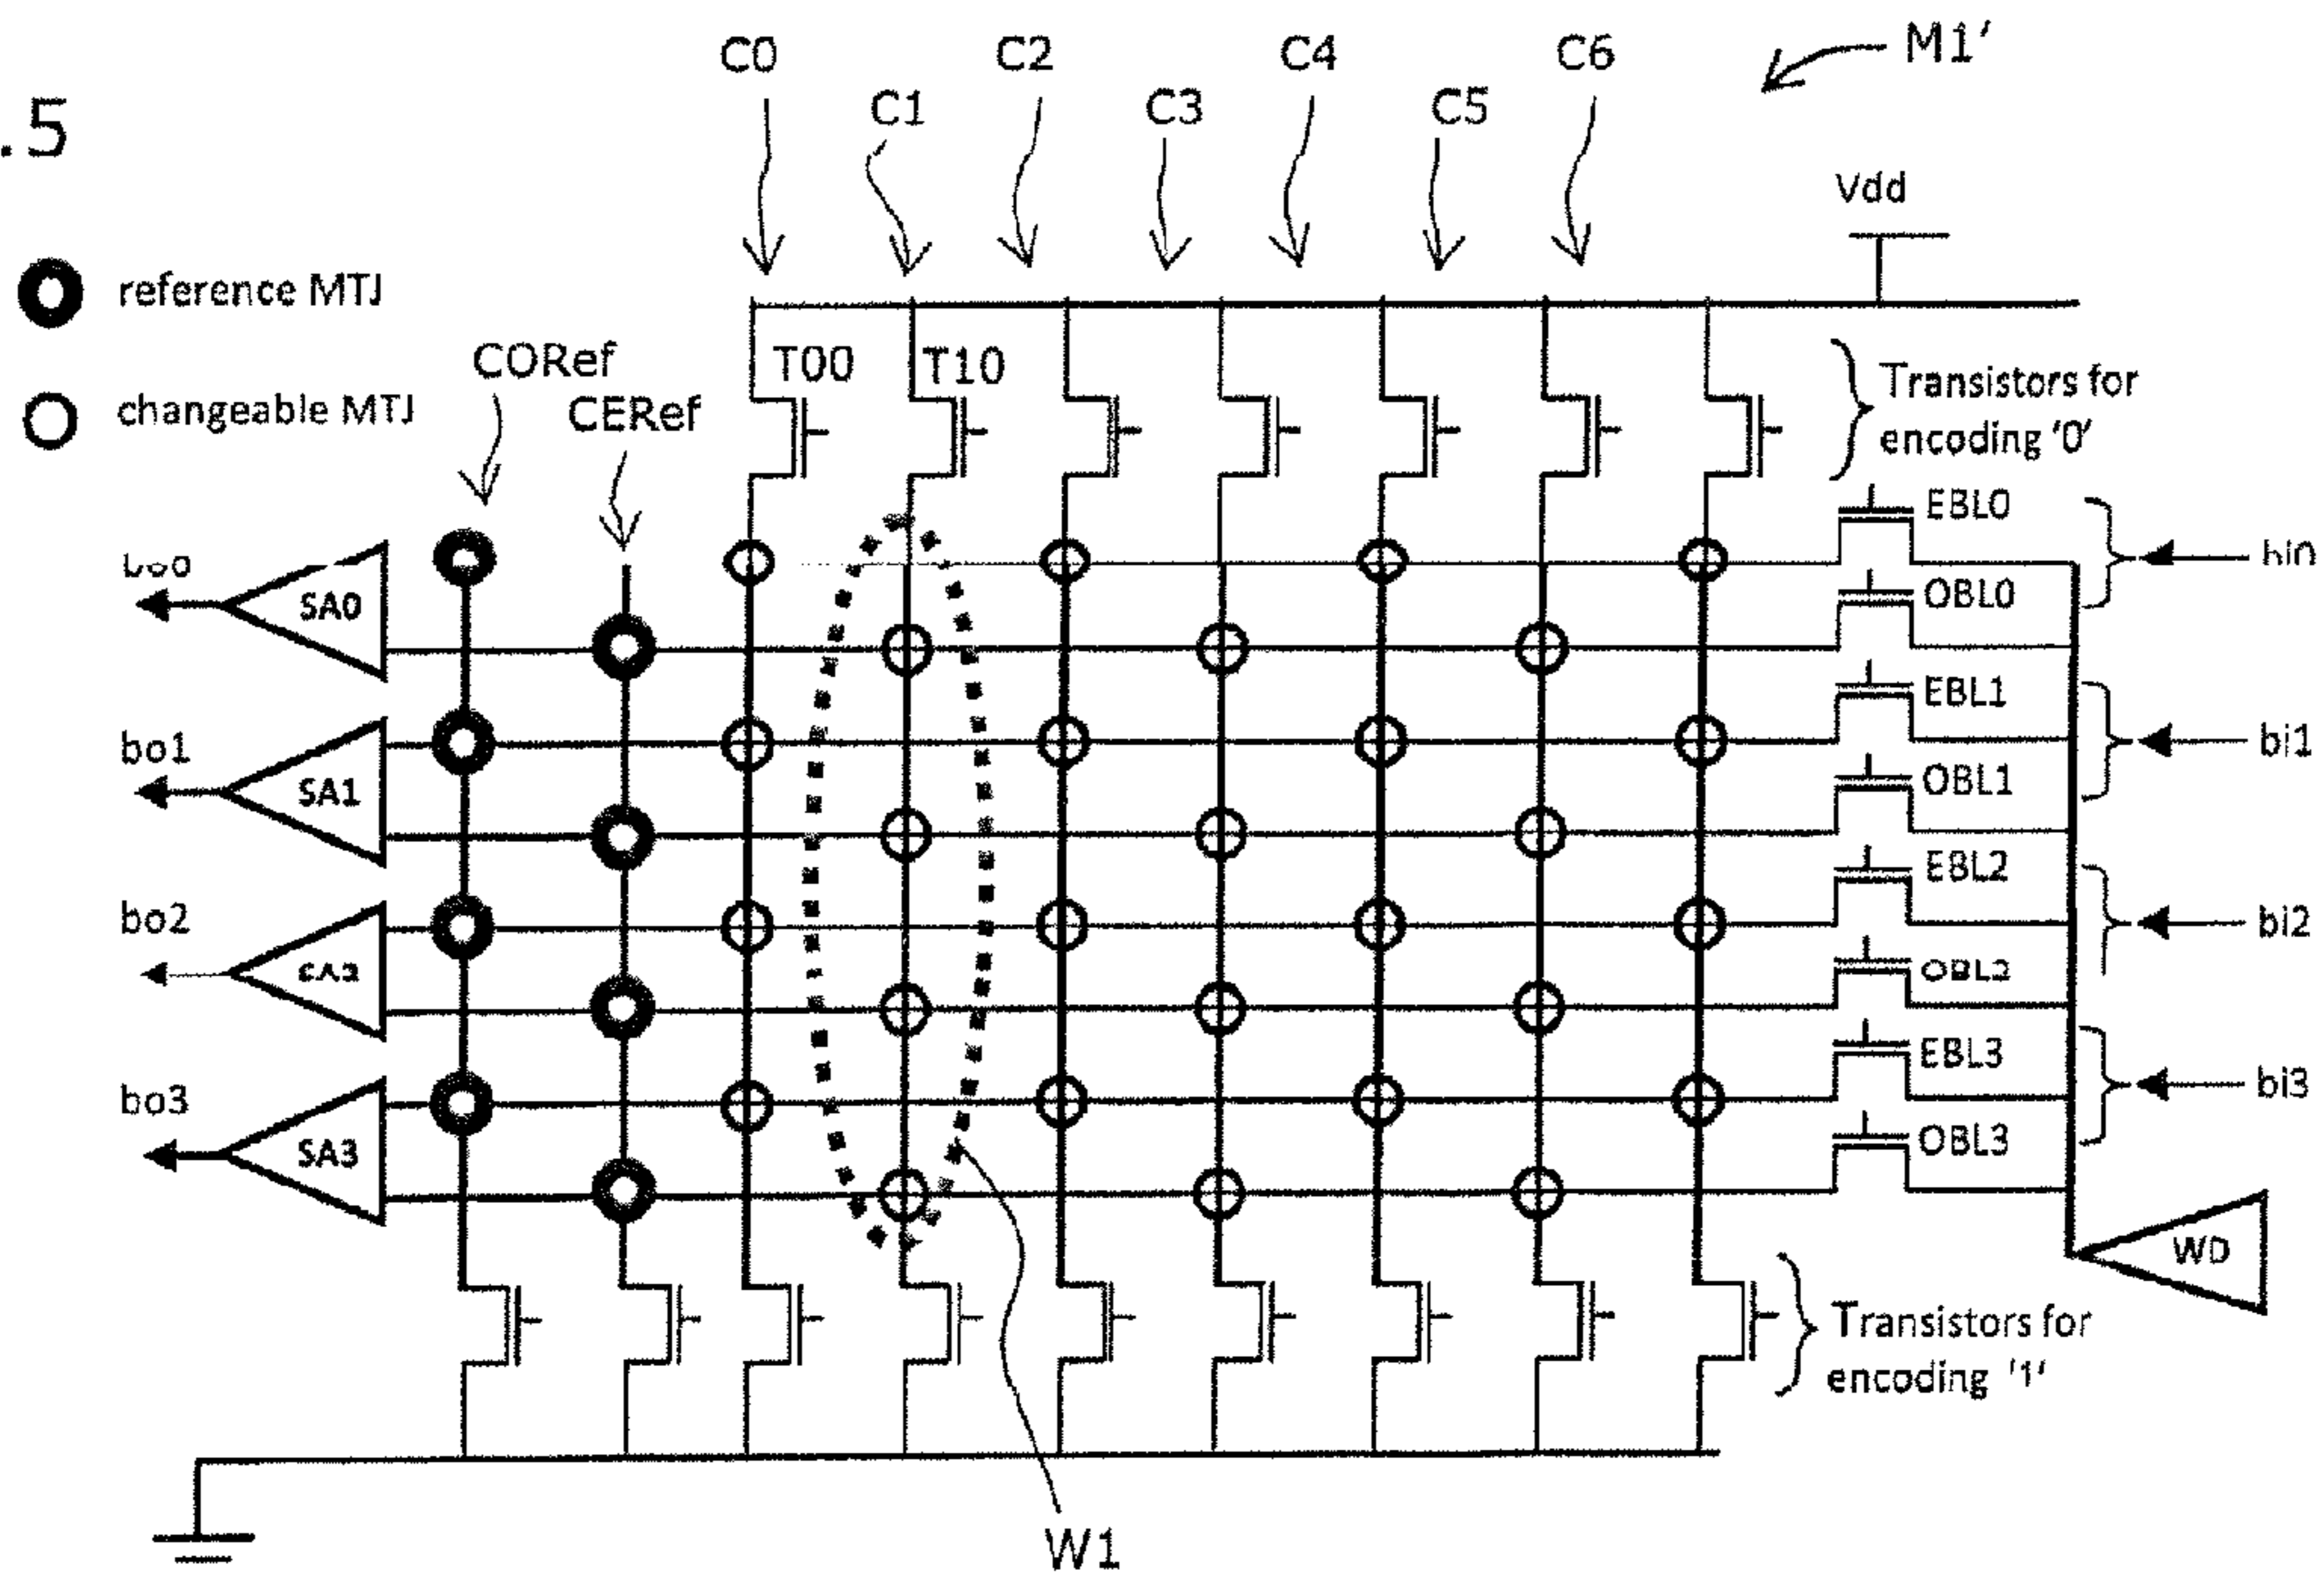 .5
C0
C1
C2
C3
C4
C5
C6
M1'
Vdd
reference MTJ
changeable MTJ
CORef
CERef
T00
T10
Transistors for
encoding '0'
EBL0
OBL0
SA0
EBL1
OBL1
bi1
bo1
SA1
EBL2
OBL2
bi2
bo2
EBL3
OBL3
bi3
bo3
SA3
WD
Transistors for
encoding '1'
W1